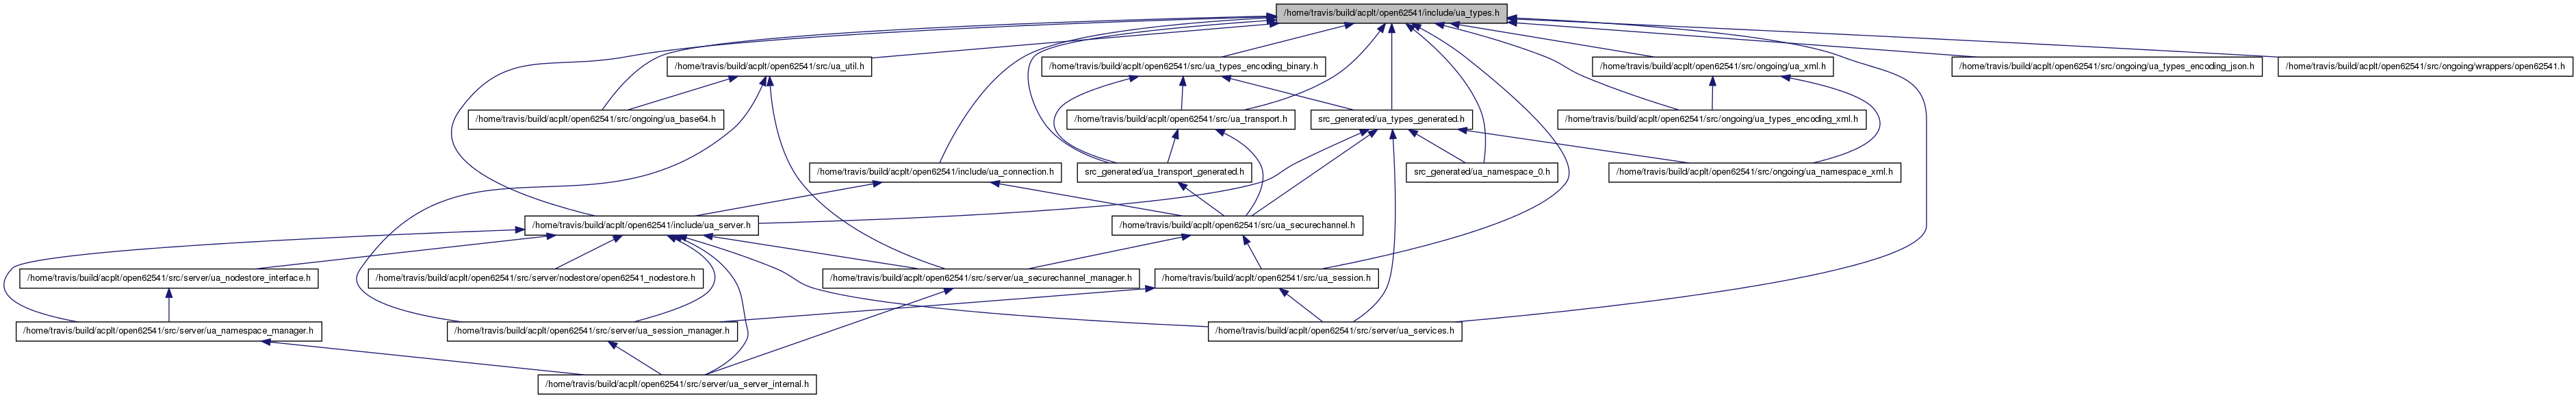 /home/travis/build/acplt/open62541/include/ua_types.h
/home/travis/build/acplt/open62541/src/ua_util.h
/home/travis/build/acplt/open62541/src/ua_types_encoding_binary.h
/home/travis/build/acplt/open62541/src/ongoing/ua_xml.h
/home/travis/build/acplt/open62541/src/ongoing/ua_types_encoding_json.h
/home/travis/build/acplt/open62541/src/ongoing/wrappers/open62541.h
/home/travis/build/acplt/open62541/src/ongoing/ua_base64.h
/home/travis/build/acplt/open62541/src/ua_transport.h
src_generated/ua_types_generated.h
/home/travis/build/acplt/open62541/src/ongoing/ua_types_encoding_xml.h
/home/travis/build/acplt/open62541/include/ua_connection.h
src_generated/ua_transport_generated.h
src_generated/ua_namespace_0.h
/home/travis/build/acplt/open62541/src/ongoing/ua_namespace_xml.h
/home/travis/build/acplt/open62541/include/ua_server.h
/home/travis/build/acplt/open62541/src/ua_securechannel.h
/home/travis/build/acplt/open62541/src/server/ua_nodestore_interface.h
/home/travis/build/acplt/open62541/src/server/nodestore/open62541_nodestore.h
/home/travis/build/acplt/open62541/src/server/ua_securechannel_manager.h
/home/travis/build/acplt/open62541/src/ua_session.h
/home/travis/build/acplt/open62541/src/server/ua_namespace_manager.h
/home/travis/build/acplt/open62541/src/server/ua_session_manager.h
/home/travis/build/acplt/open62541/src/server/ua_services.h
/home/travis/build/acplt/open62541/src/server/ua_server_internal.h